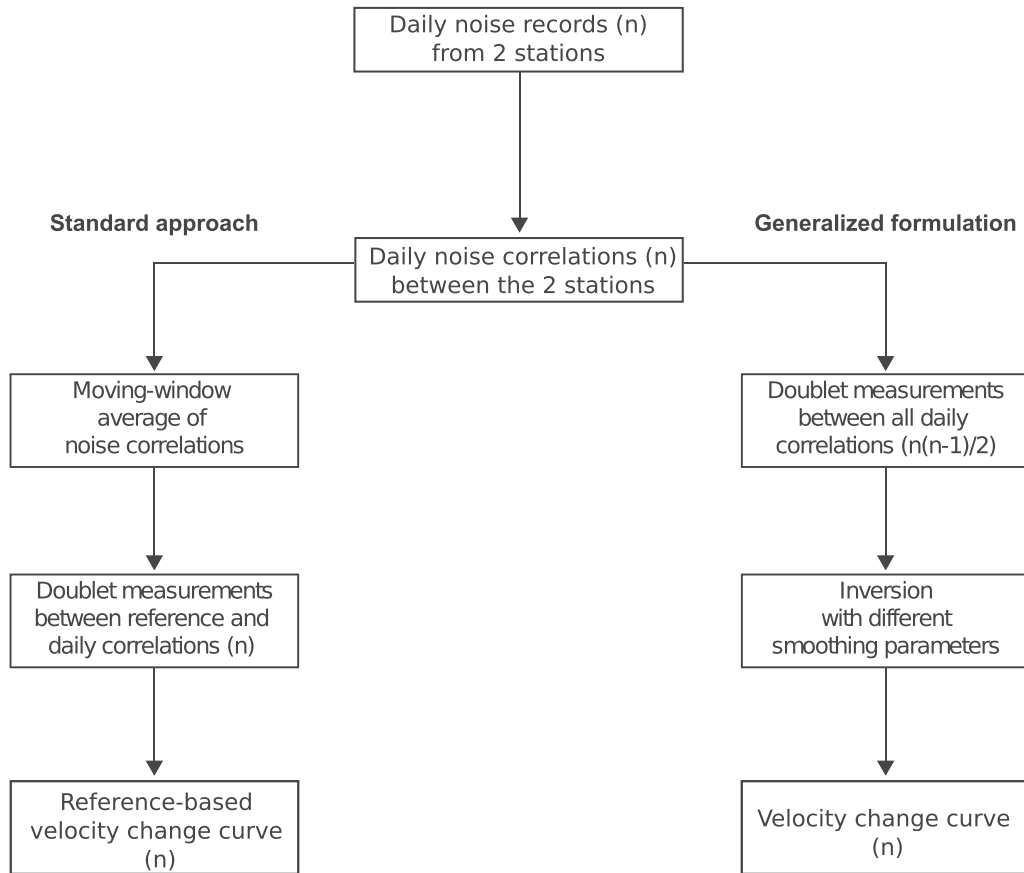 Daily noise records (n)
from 2 stations
Standard approach
Generalized formulation
Daily noise correlations (n)
between the 2 stations
Moving-window
average of
noise correlations
Doublet measurements
between all daily
correlations (n(n-1)/2)
Doublet measurements
between reference and
daily correlations (n)
Inversion
with different
smoothing parameters
Reference-based
velocity change curve
(n)
Velocity change curve
(n)